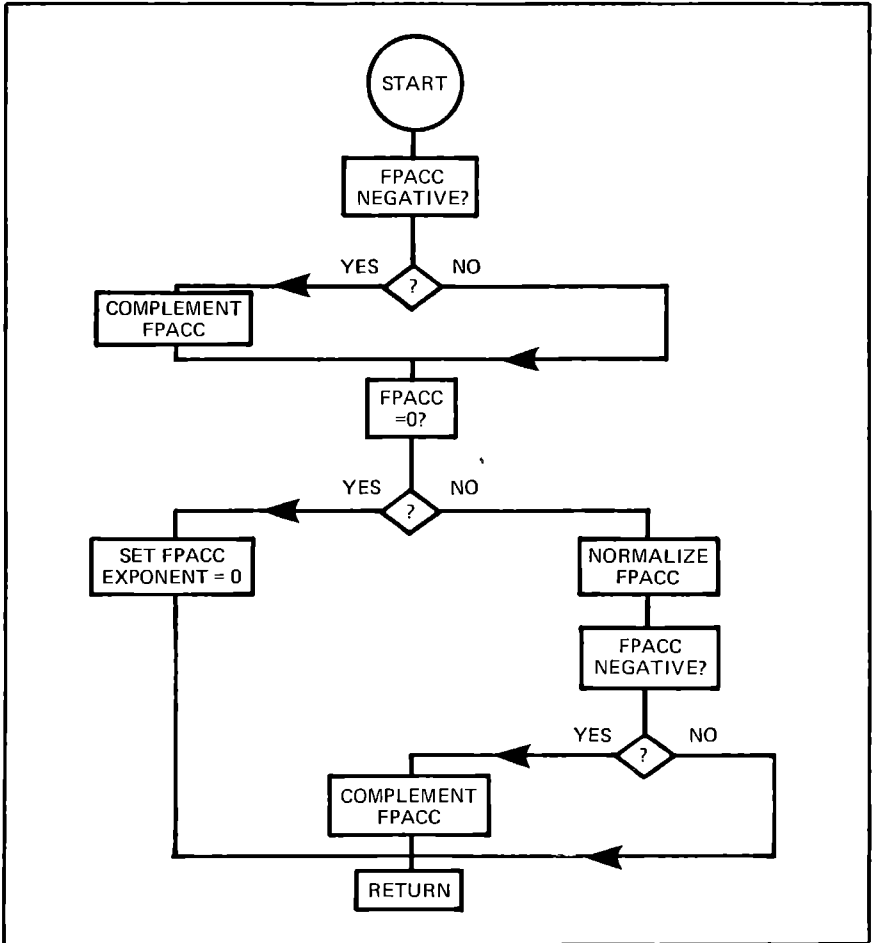 START
FPACC
NEGATIVE?
YES
?
NO
COMPLEMENT
FPACC
FPACC
=0?
YES
?
NO
SET FPACC
EXPONENT = 0
NORMALIZE
FPACC
FPACC
NEGATIVE?
YES
?
NO
COMPLEMENT
FPACC
RETURN